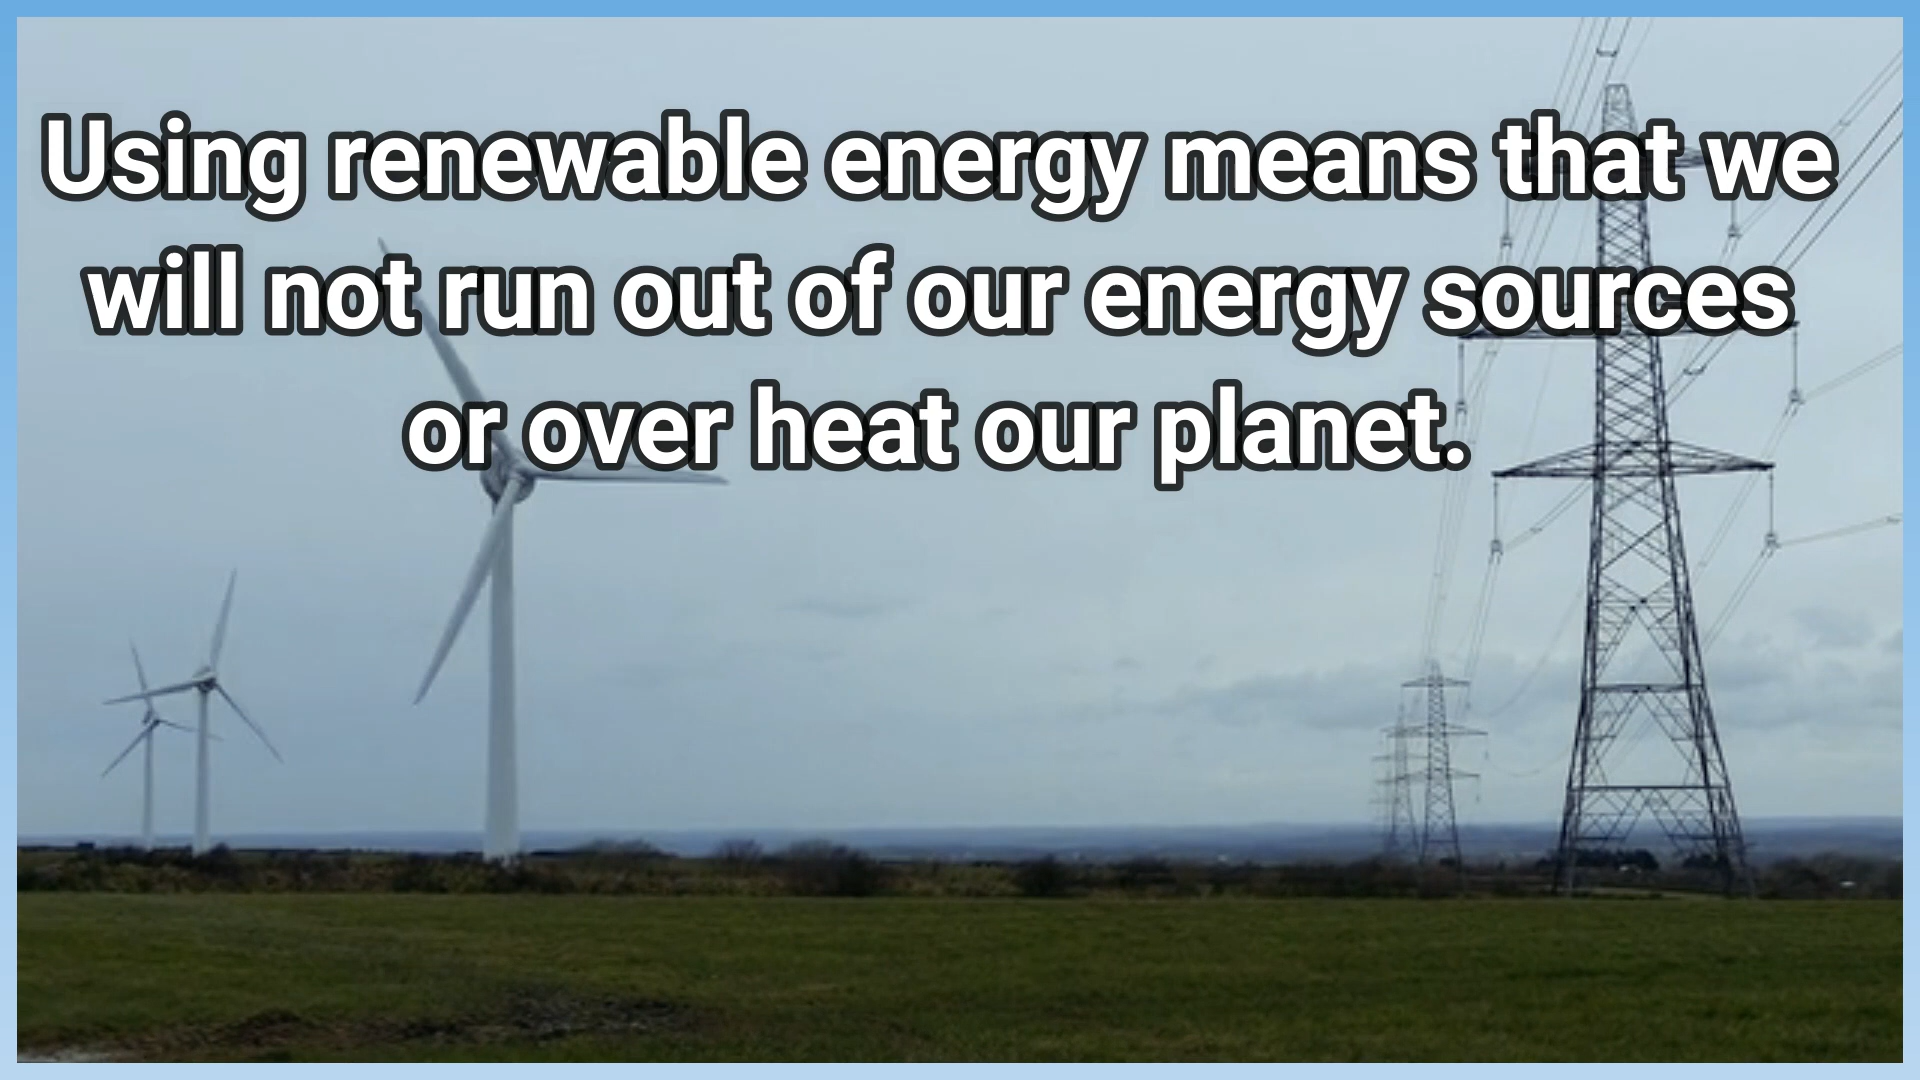 Using renewable energy means that we
will not run out of our energy sources
or over heat our planet.